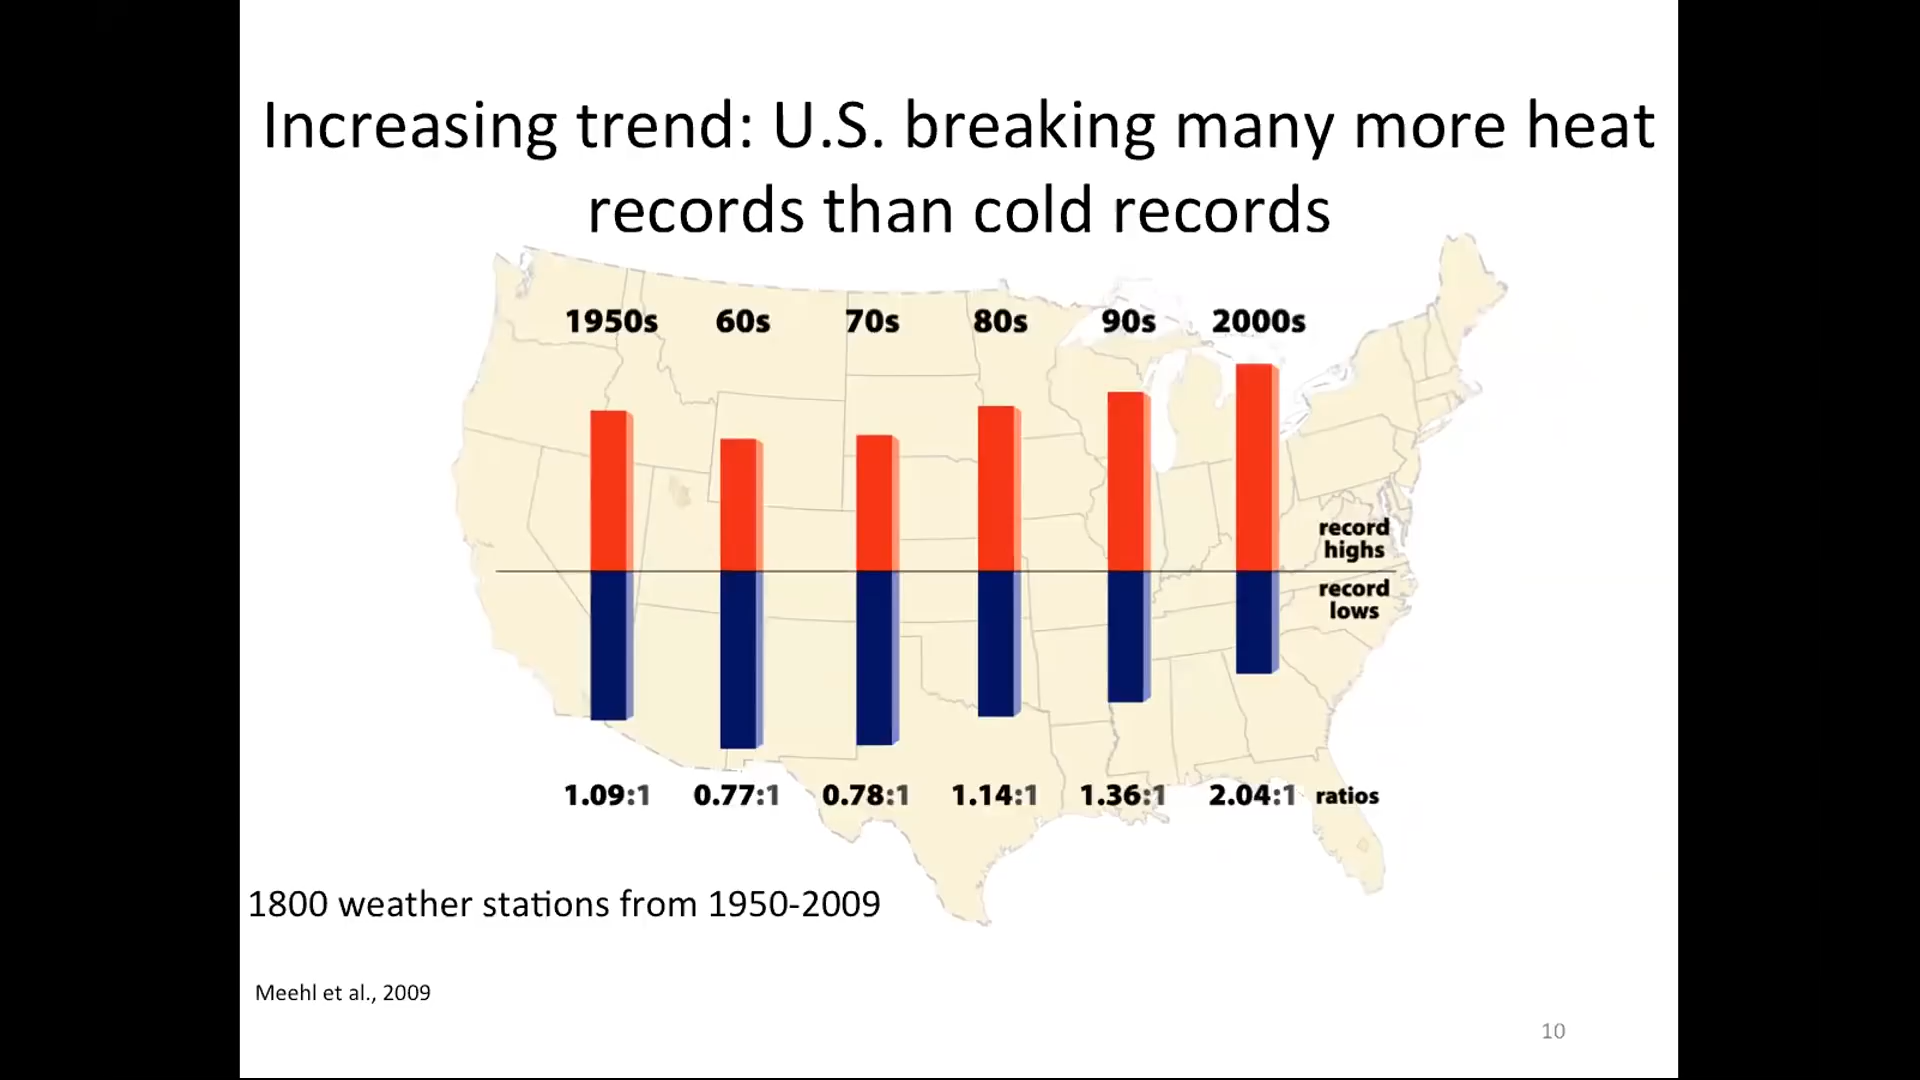 Increasing trend: U.S. breaking many more heat
records than cold records
1950s 60s 70s 80s 90s 2000s
record
highs
record
lows
1.09:1 0.77:1 0.78:1 1.14:1 1.36:1 2.04:1 ratios
1800 weather stations from 1950-2009
Meehl et al., 2009
10